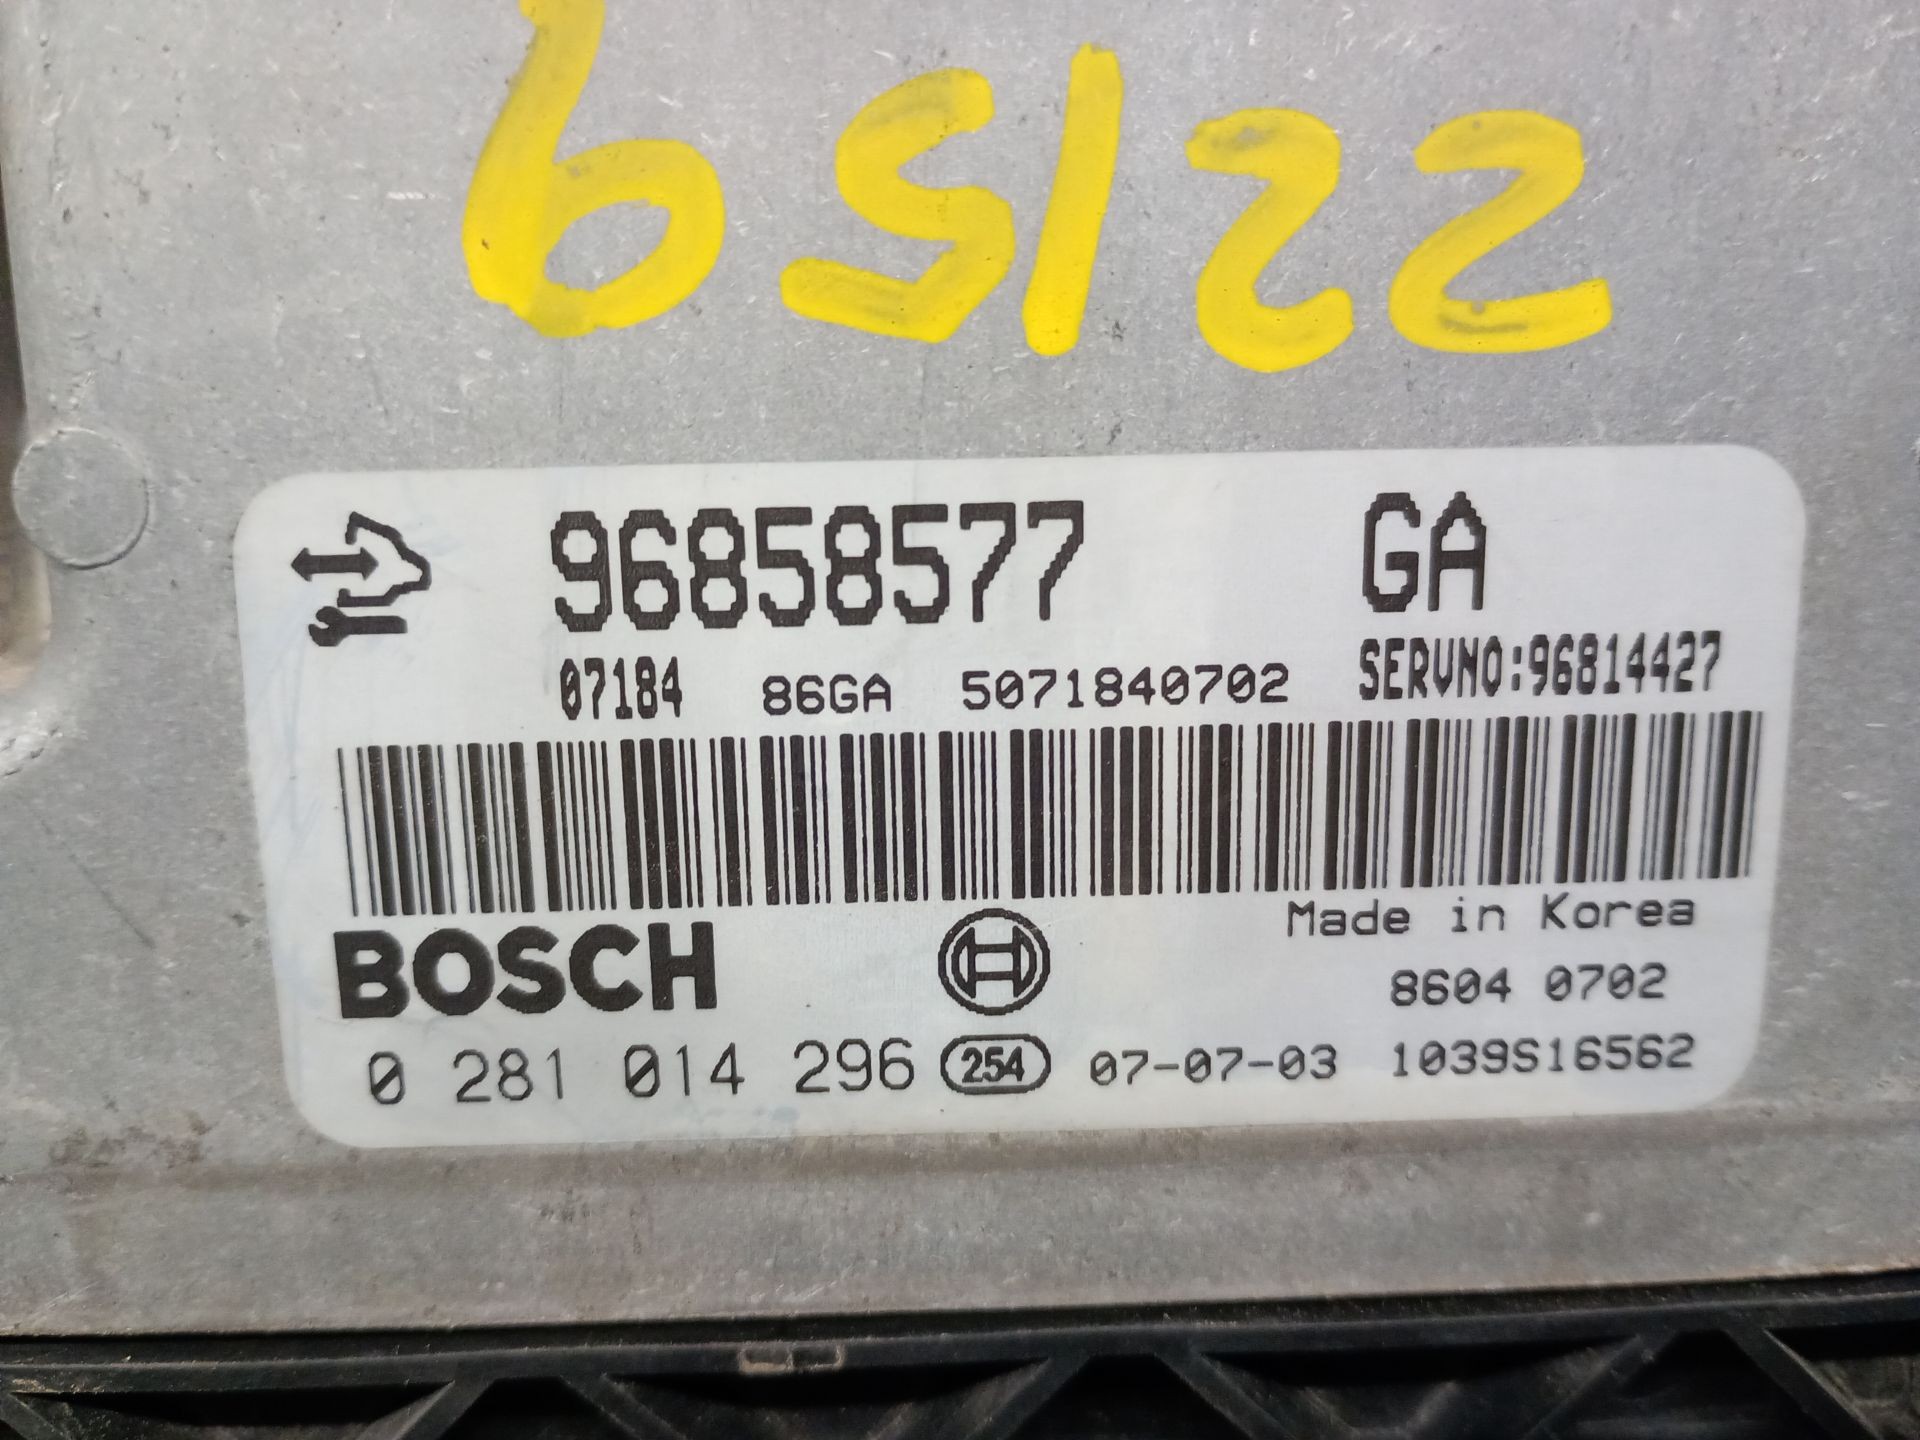 65122
96858577 GA
07184 86GA 5071840702 SERVNO:96814427
Made in Korea
BOSCH
8604 0702
0 281 014 296 254 07-07-03 1039S16562